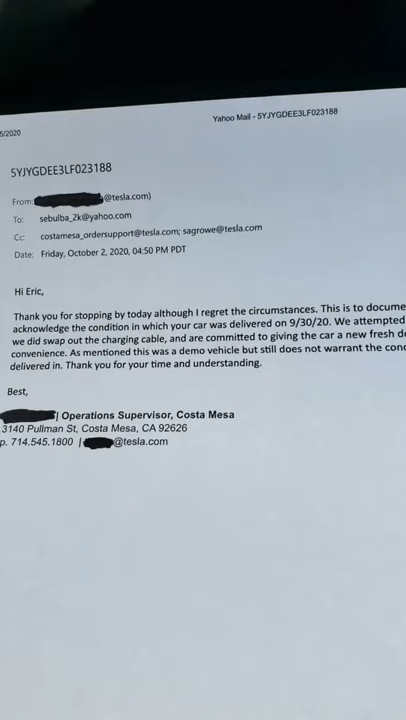 Yahoo Mail - 5YJYGDEE3LF023188
5/2020
5YJYGDEE3LF023188
From: @tesla.com)
To: sebulba_2k@yahoo.com
Cc: costamesa_ordersupport@tesla.com; sagrowe@tesla.com
Date: Friday, October 2, 2020, 04:50 PM PDT
Hi Eric,
Thank you for stopping by today although I regret the circumstances. This is to docume
acknowledge the condition in which your car was delivered on 9/30/20. We attempted
we did swap out the charging cable, and are committed to giving the car a new fresh de
convenience. As mentioned this was a demo vehicle but still does not warrant the cond
delivered in. Thank you for your time and understanding.
Best,
| Operations Supervisor, Costa Mesa
3140 Pullman St, Costa Mesa, CA 92626
p. 714.545.1800 | @tesla.com